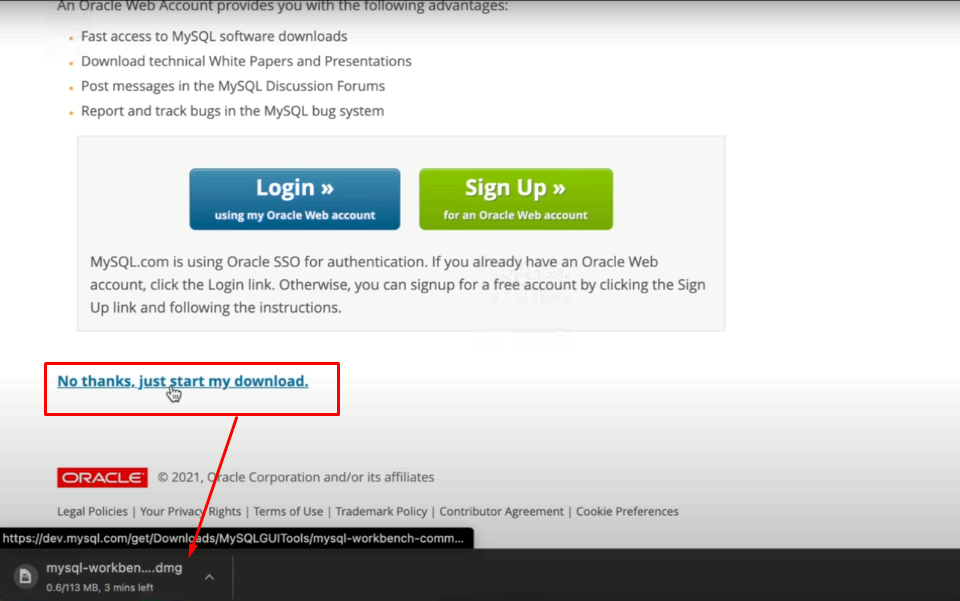 An Oracle Web Account provides you with the following advantages:
Fast access to MySQL software downloads
Download technical White Papers and Presentations
Post messages in the MySQL Discussion Forums
Report and track bugs in the MySQL bug system
Login »
using my Oracle Web account
Sign Up »
for an Oracle Web account
MySQL.com is using Oracle SSO for authentication. If you already have an Oracle Web
account, click the Login link. Otherwise, you can signup for a free account by clicking the Sign
Up link and following the instructions.
No thanks, just start my download.
ORACLE © 2021, Oracle Corporation and/or its affiliates
Legal Policies | Your Privacy Rights | Terms of Use | Trademark Policy | Contributor Agreement | Cookie Preferences
https://dev.mysql.com/get/Downloads/MySQLGUITools/mysql-workbench-comm...
mysql-workben....dmg
0.6/113 MB, 3 mins left